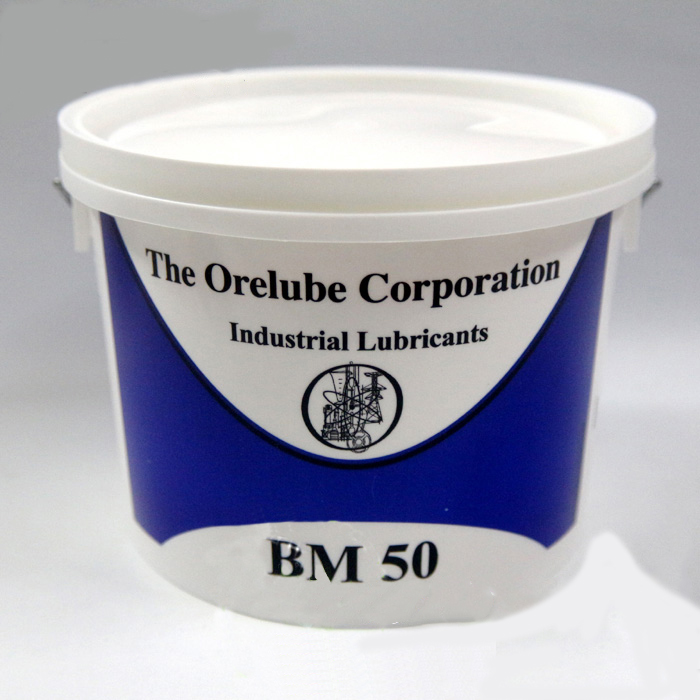 The Orelube Corporation
Industrial Lubricants
BM 50